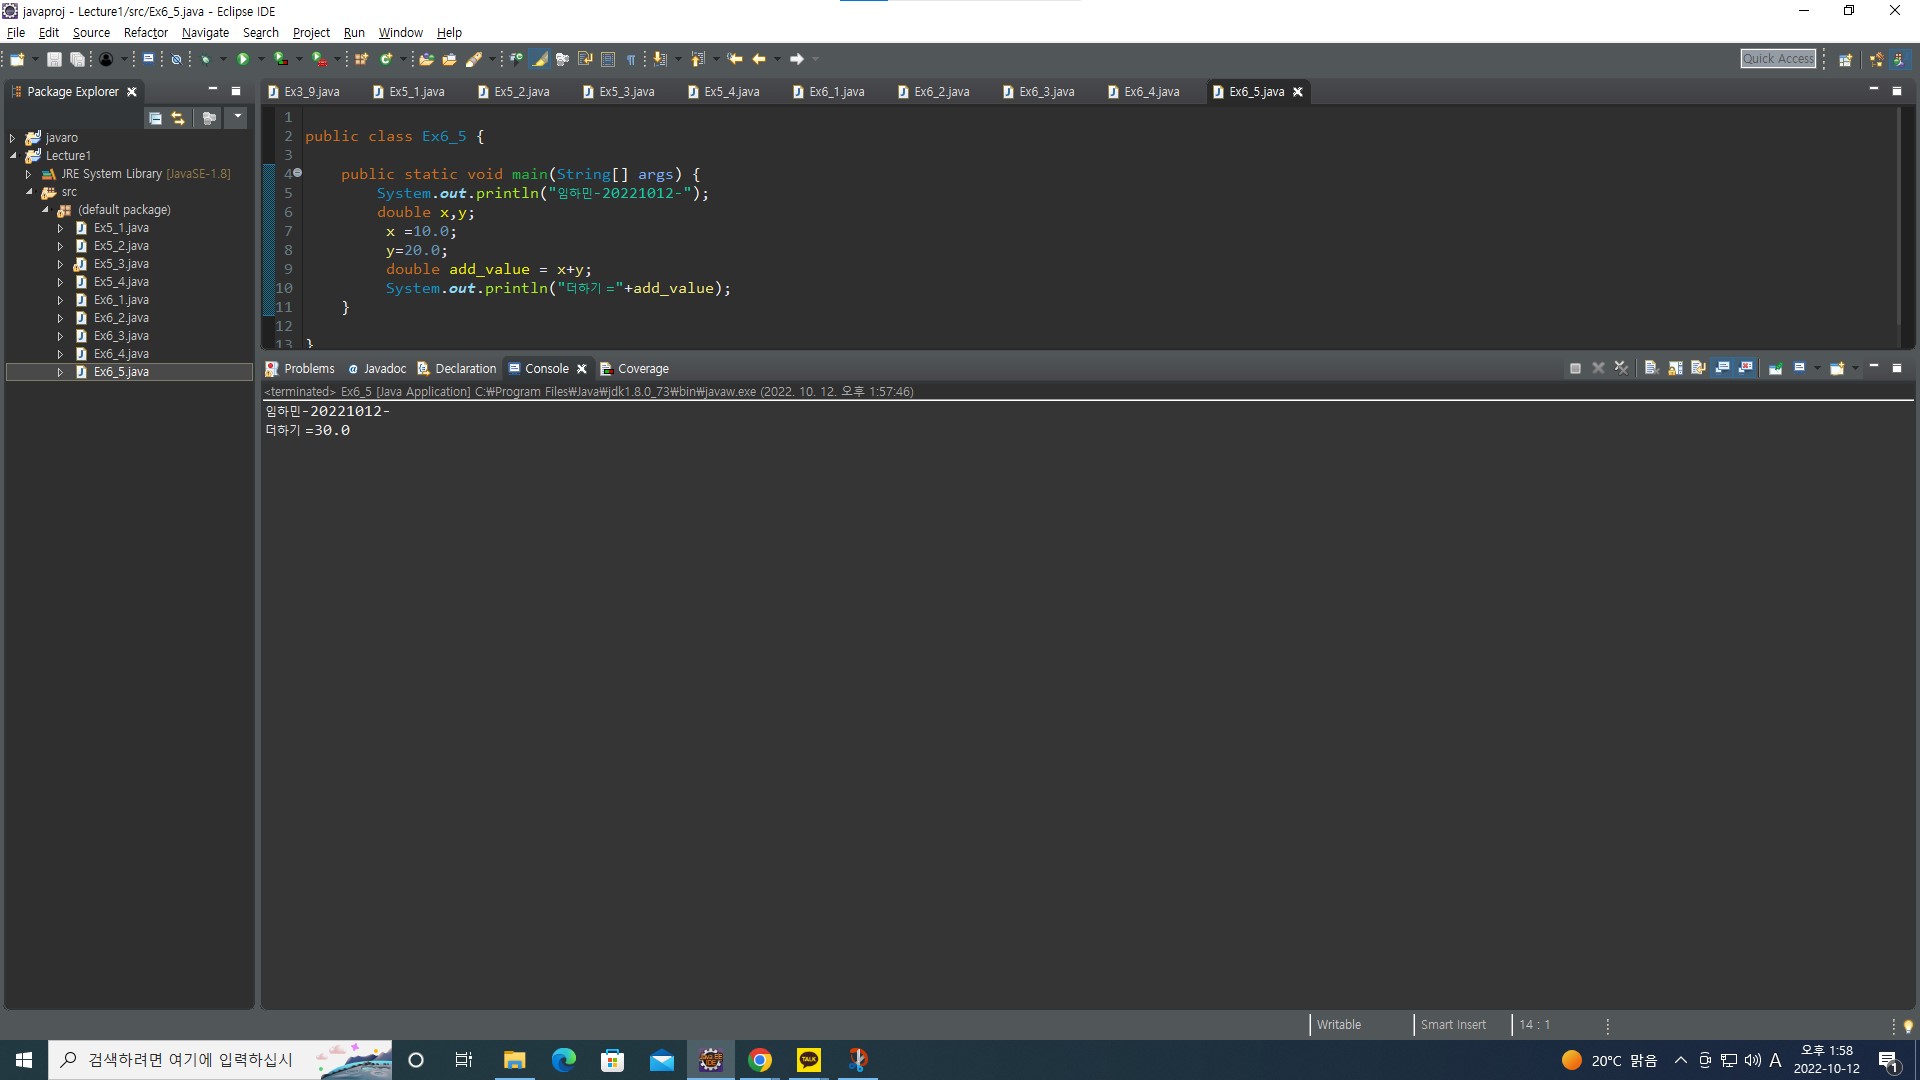 javaproj - Lecture1/src/Ex6_5.java - Eclipse IDE
File Edit Source Refactor Navigate Search Project Run Window Help
Quick Access
Package Explorer
Ex3_9.java Ex5_1.java Ex5_2.java Ex5_3.java Ex5_4.java Ex6_1.java Ex6_2.java Ex6_3.java Ex6_4.java Ex6_5.java
javaro
Lecture1
JRE System Library [JavaSE-1.8]
src
(default package)
Ex5_1.java
Ex5_2.java
Ex5_3.java
Ex5_4.java
Ex6_1.java
Ex6_2.java
Ex6_3.java
Ex6_4.java
Ex6_5.java
1
2 public class Ex6_5 {
3
4 public static void main(String[] args) {
5 System.out.println("임하민-20221012-");
6 double x,y;
7 x =10.0;
8 y=20.0;
9 double add_value = x+y;
10 System.out.println("더하기 ="+add_value);
11 }
12
13 }
Problems Javadoc Declaration Console Coverage
<terminated> Ex6_5 [Java Application] C:₩Program Files₩Java₩jdk1.8.0_73₩bin₩javaw.exe (2022. 10. 12. 오후 1:57:46)
임하민-20221012-
더하기 =30.0
Writable Smart Insert 14 : 1
검색하려면 여기에 입력하십시
TALK
20°C 맑음
A
오후 1:58
2022-10-12
1